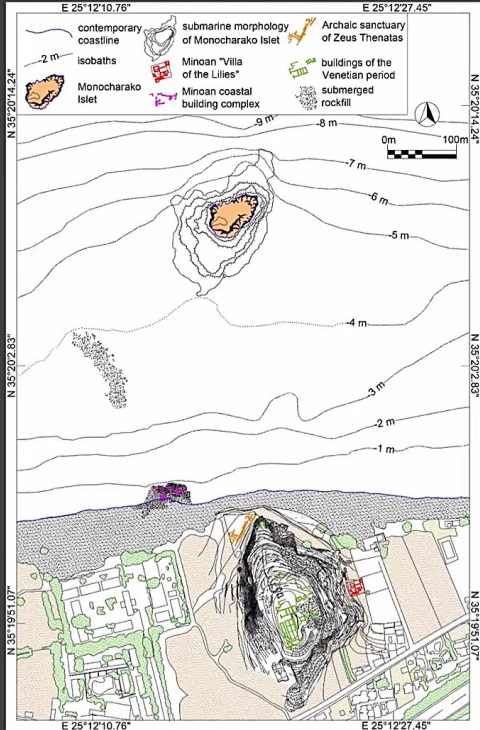 E 25°12'10.76"
E 25°12'27.45"
contemporary
coastline
-2 m
isobaths
Monocharako
Islet
submarine morphology
of Monocharako Islet
Minoan "Villa
of the Lilies"
Minoan coastal
building complex
Archaic sanctuary
of Zeus Thenatas
buildings of the
Venetian period
submerged
rockfill
N 35°20'14.24"
N 35°20'14.24"
0m
100m
-9 m
-8 m
-7 m
-6 m
-5 m
-4 m
N 35°20'2.83"
N 35°20'2.83"
-3 m
-2 m
-1 m
N 35°19'51.07"
N 35°19'51.07"
E 25°12'10.76"
E 25°12'27.45"